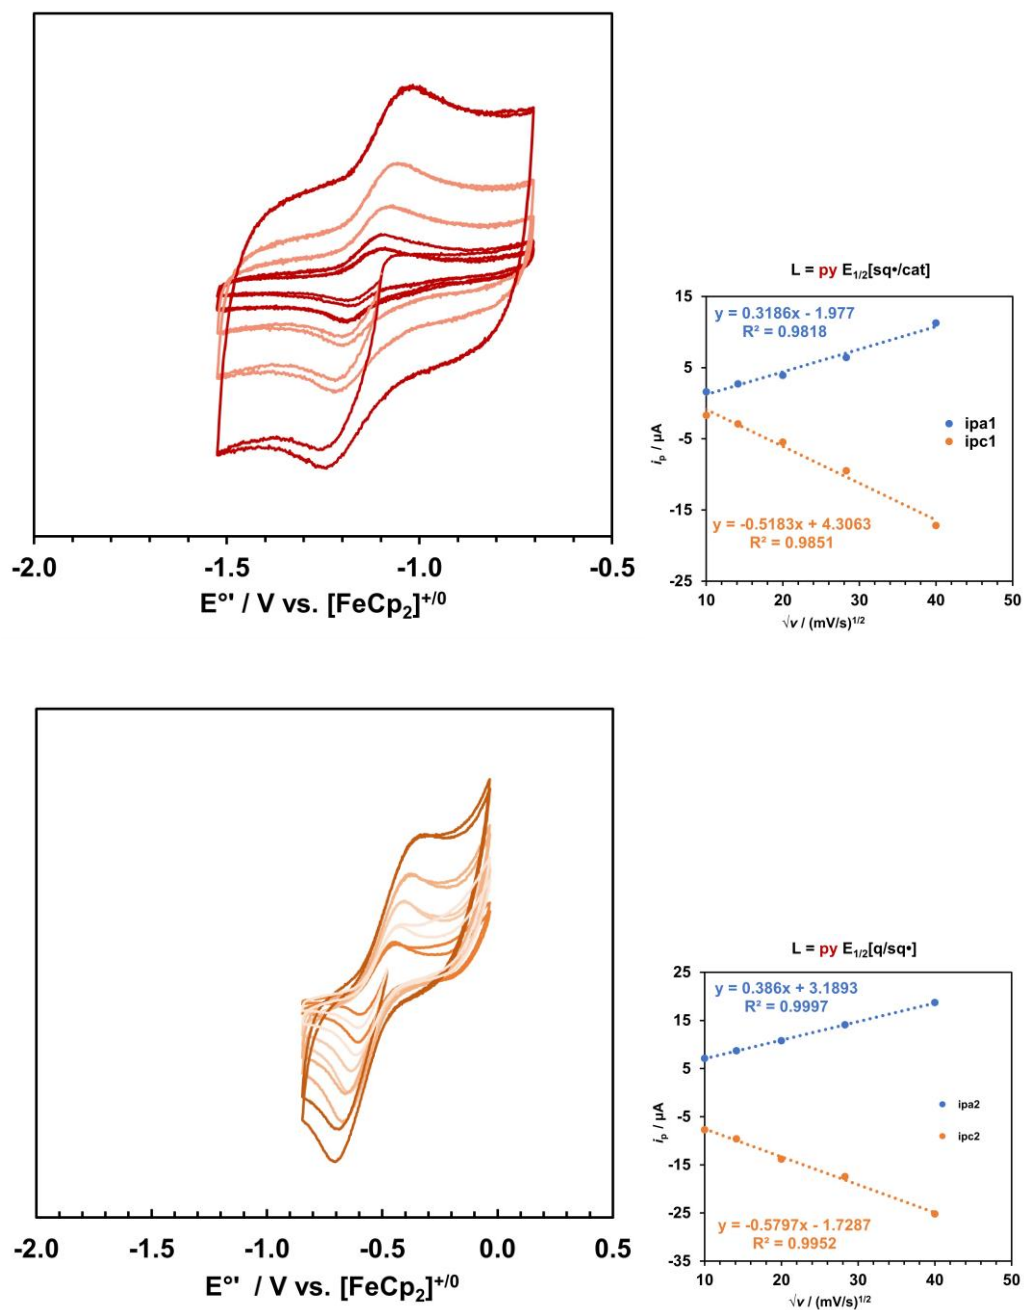 -2.0 -1.5 -1.0 -0.5
E°' / V vs. [FeCp₂]⁺/⁰
L = py E₁/₂[sq•/cat]
15
5
-5
-15
-25
iₚ / µA
y = 0.3186x - 1.977
R² = 0.9818
ipa1
ipc1
y = -0.5183x + 4.3063
R² = 0.9851
10 20 30 40 50
√v / (mV/s)¹/²
-2.0 -1.5 -1.0 -0.5 0.0 0.5
E°' / V vs. [FeCp₂]⁺/⁰
L = py E₁/₂[q/sq•]
25
15
5
-5
-15
-25
-35
iₚ / µA
y = 0.386x + 3.1893
R² = 0.9997
ipa2
ipc2
y = -0.5797x - 1.7287
R² = 0.9952
10 20 30 40 50
√v / (mV/s)¹/²